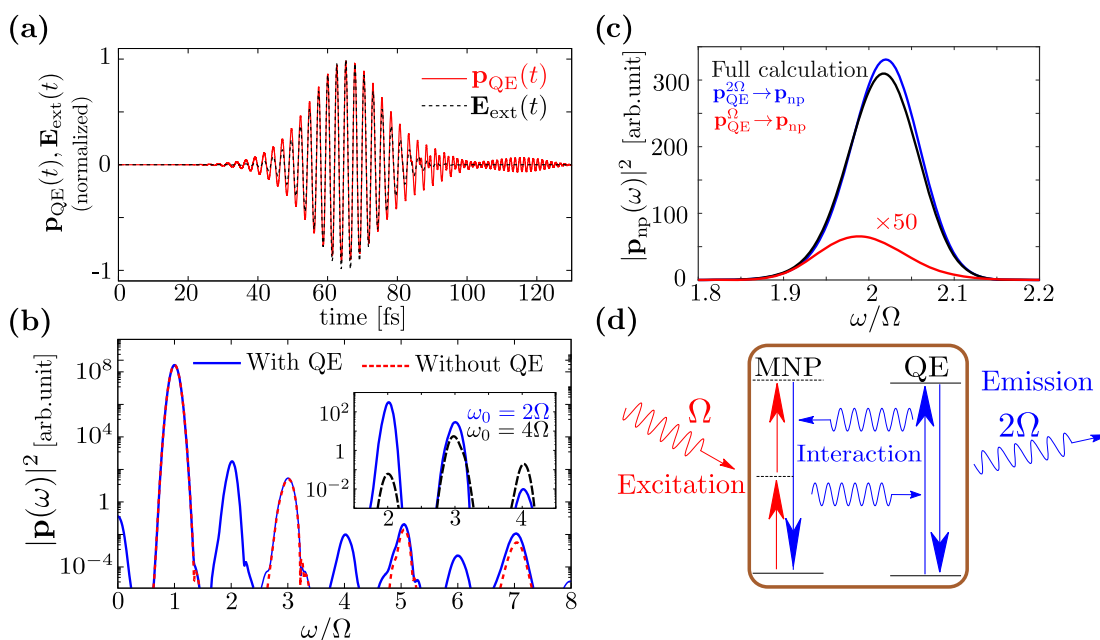 (a)
1
0
-1
p_QE(t), E_ext(t)
(normalized)
p_QE(t)
E_ext(t)
0 20 40 60 80 100 120
time [fs]
(b)
10^8
10^4
1
10^-4
|p(ω)|^2 [arb.unit]
With QE
Without QE
10^2
1
10^-2
ω_0 = 2Ω
ω_0 = 4Ω
2 3 4
0 1 2 3 4 5 6 7 8
ω/Ω
(c)
300
200
100
0
|p_np(ω)|^2 [arb.unit]
Full calculation
p_QE^2Ω→p_np
p_QE^Ω→p_np
×50
1.8 1.9 2 2.1 2.2
ω/Ω
(d)
MNP QE
Ω
Excitation
Interaction
Emission
2Ω